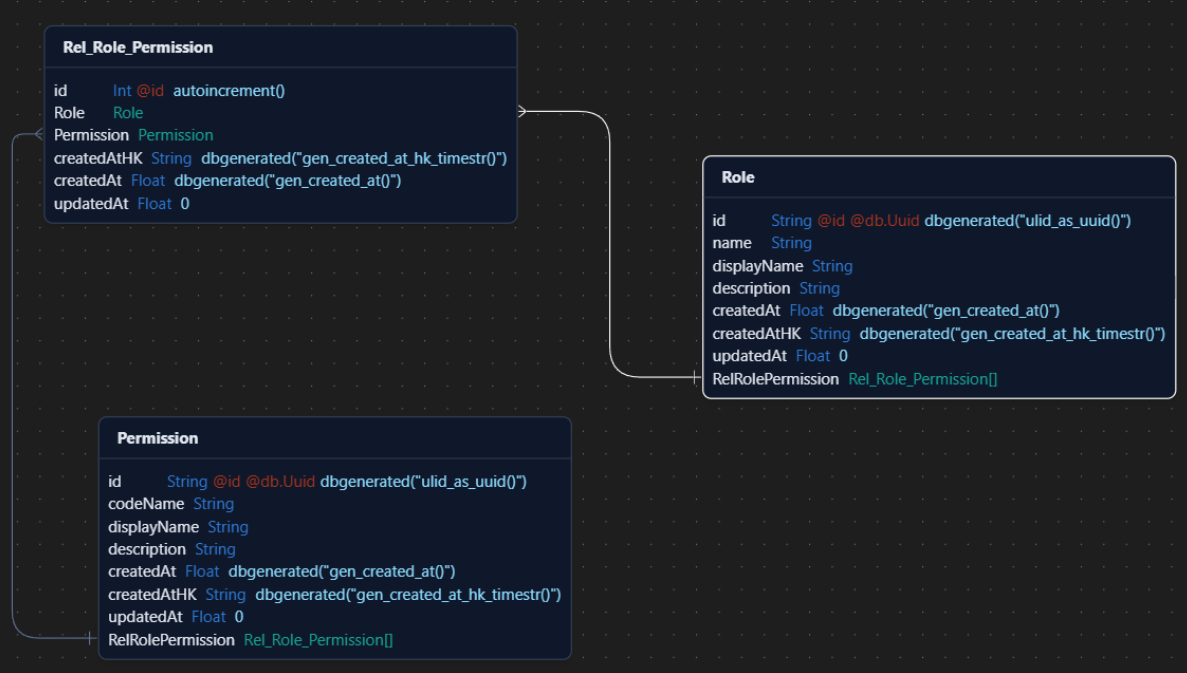 Rel_Role_Permission
id Int @id autoincrement()
Role Role
Permission Permission
createdAtHK String dbgenerated("gen_created_at_hk_timestr()")
createdAt Float dbgenerated("gen_created_at()")
updatedAt Float 0
Role
id String @id @db.Uuid dbgenerated("ulid_as_uuid()")
name String
displayName String
description String
createdAt Float dbgenerated("gen_created_at()")
createdAtHK String dbgenerated("gen_created_at_hk_timestr()")
updatedAt Float 0
RelRolePermission Rel_Role_Permission[]
Permission
id String @id @db.Uuid dbgenerated("ulid_as_uuid()")
codeName String
displayName String
description String
createdAt Float dbgenerated("gen_created_at()")
createdAtHK String dbgenerated("gen_created_at_hk_timestr()")
updatedAt Float 0
RelRolePermission Rel_Role_Permission[]